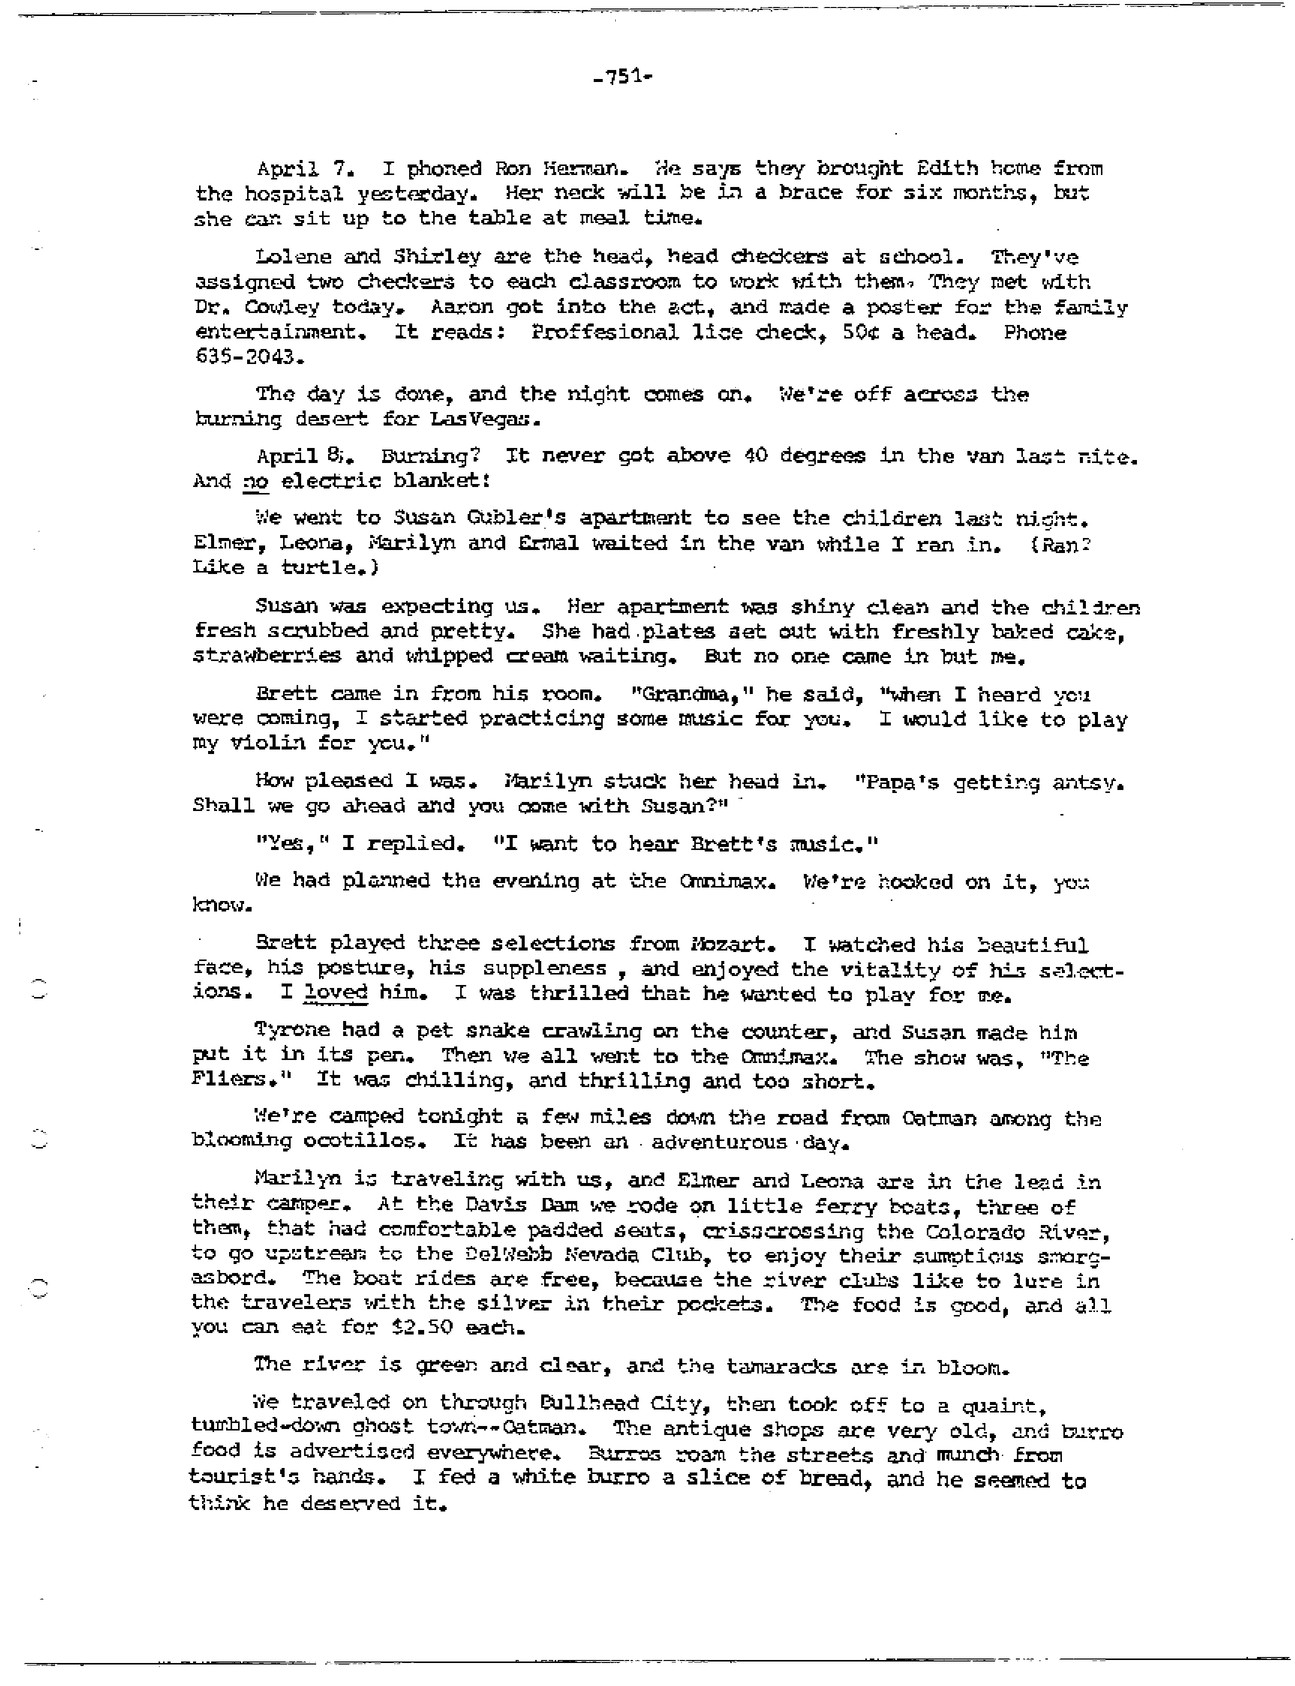 -751-
April 7. I phoned Ron Herman. He says they brought Edith home from
the hospital yesterday. Her neck will be in a brace for six months, but
she can sit up to the table at meal time.
Lolene and Shirley are the head, head checkers at school. They've
assigned two checkers to each classroom to work with them. They met with
Dr. Cowley today. Aaron got into the act, and made a poster for the family
entertainment. It reads: Proffesional lice check, 50¢ a head. Phone
635-2043.
The day is done, and the night comes on. We're off across the
burning desert for LasVegas.
April 8;. Burning? It never got above 40 degrees in the van last nite.
And no electric blanket!
We went to Susan Gubler's apartment to see the children last night.
Elmer, Leona, Marilyn and Ermal waited in the van while I ran in. (Ran?
Like a turtle.)
Susan was expecting us. Her apartment was shiny clean and the children
fresh scrubbed and pretty. She had plates set out with freshly baked cake,
strawberries and whipped cream waiting. But no one came in but me.
Brett came in from his room. "Grandma," he said, "when I heard you
were coming, I started practicing some music for you. I would like to play
my violin for you."
How pleased I was. Marilyn stuck her head in. "Papa's getting antsy.
Shall we go ahead and you come with Susan?"
"Yes," I replied. "I want to hear Brett's music."
We had planned the evening at the Omnimax. We're hooked on it, you
know.
Brett played three selections from Mozart. I watched his beautiful
face, his posture, his suppleness , and enjoyed the vitality of his select-
ions. I loved him. I was thrilled that he wanted to play for me.
Tyrone had a pet snake crawling on the counter, and Susan made him
put it in its pen. Then we all went to the Omnimax. The show was, "The
Fliers." It was chilling, and thrilling and too short.
We're camped tonight a few miles down the road from Oatman among the
blooming ocotillos. It has been an adventurous day.
Marilyn is traveling with us, and Elmer and Leona are in the lead in
their camper. At the Davis Dam we rode on little ferry boats, three of
them, that had comfortable padded seats, crisscrossing the Colorado River,
to go upstream to the DelWebb Nevada Club, to enjoy their sumptious smorg-
asbord. The boat rides are free, because the river clubs like to lure in
the travelers with the silver in their pockets. The food is good, and all
you can eat for $2.50 each.
The river is green and clear, and the tamaracks are in bloom.
We traveled on through Bullhead City, then took off to a quaint,
tumbled-down ghost town--Oatman. The antique shops are very old, and burro
food is advertised everywhere. Burros roam the streets and munch from
tourist's hands. I fed a white burro a slice of bread, and he seemed to
think he deserved it.